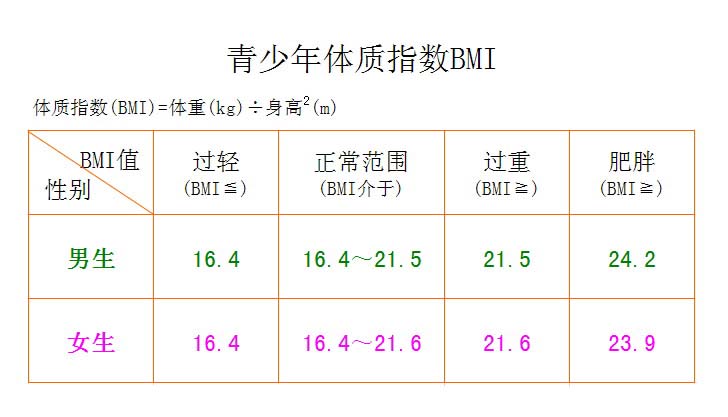 青少年体质指数BMI
体质指数(BMI)=体重(kg)÷身高²(m)
BMI值
性别
过轻
(BMI≦)
正常范围
(BMI介于)
过重
(BMI≧)
肥胖
(BMI≧)
男生 16.4 16.4～21.5 21.5 24.2
女生 16.4 16.4～21.6 21.6 23.9